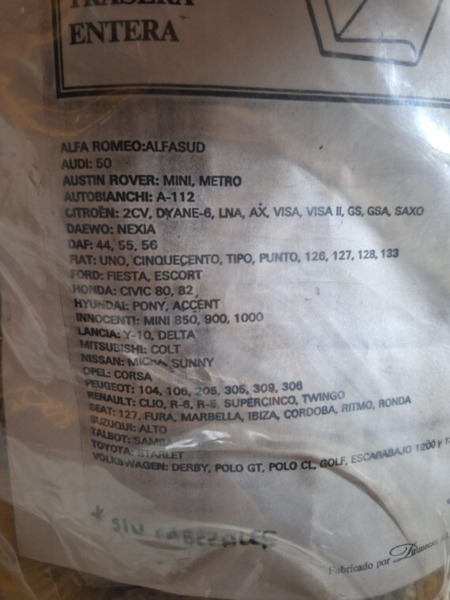 TRASERA
ENTERA
ALFA ROMEO:ALFASUD
AUDI: 50
AUSTIN ROVER: MINI, METRO
AUTOBIANCHI: A-112
CITROËN: 2CV, DYANE-6, LNA, AX, VISA, VISA II, GS, GSA, SAXO
DAEWO: NEXIA
DAF: 44, 55, 56
FIAT: UNO, CINQUECENTO, TIPO, PUNTO, 126, 127, 128, 133
FORD: FIESTA, ESCORT
HONDA: CIVIC 80, 82
HYUNDAI: PONY, ACCENT
INNOCENTI: MINI 850, 900, 1000
LANCIA: Y-10, DELTA
MITSUBISHI: COLT
NISSAN: MICRA, SUNNY
OPEL: CORSA
PEUGEOT: 104, 106, 205, 305, 309, 306
RENAULT: CLIO, R-6, SUPERCINCO, TWINGO
SEAT: 127, FURA, MARBELLA, IBIZA, CORDOBA, RITMO, RONDA
SUZUQUI: ALTO
TALBOT: SAMBA
TOYOTA: STARLET
VOLKSWAGEN: DERBY, POLO GT, POLO CL, GOLF, ESCARABAJO 1200 y
* SIN
Fabricado por